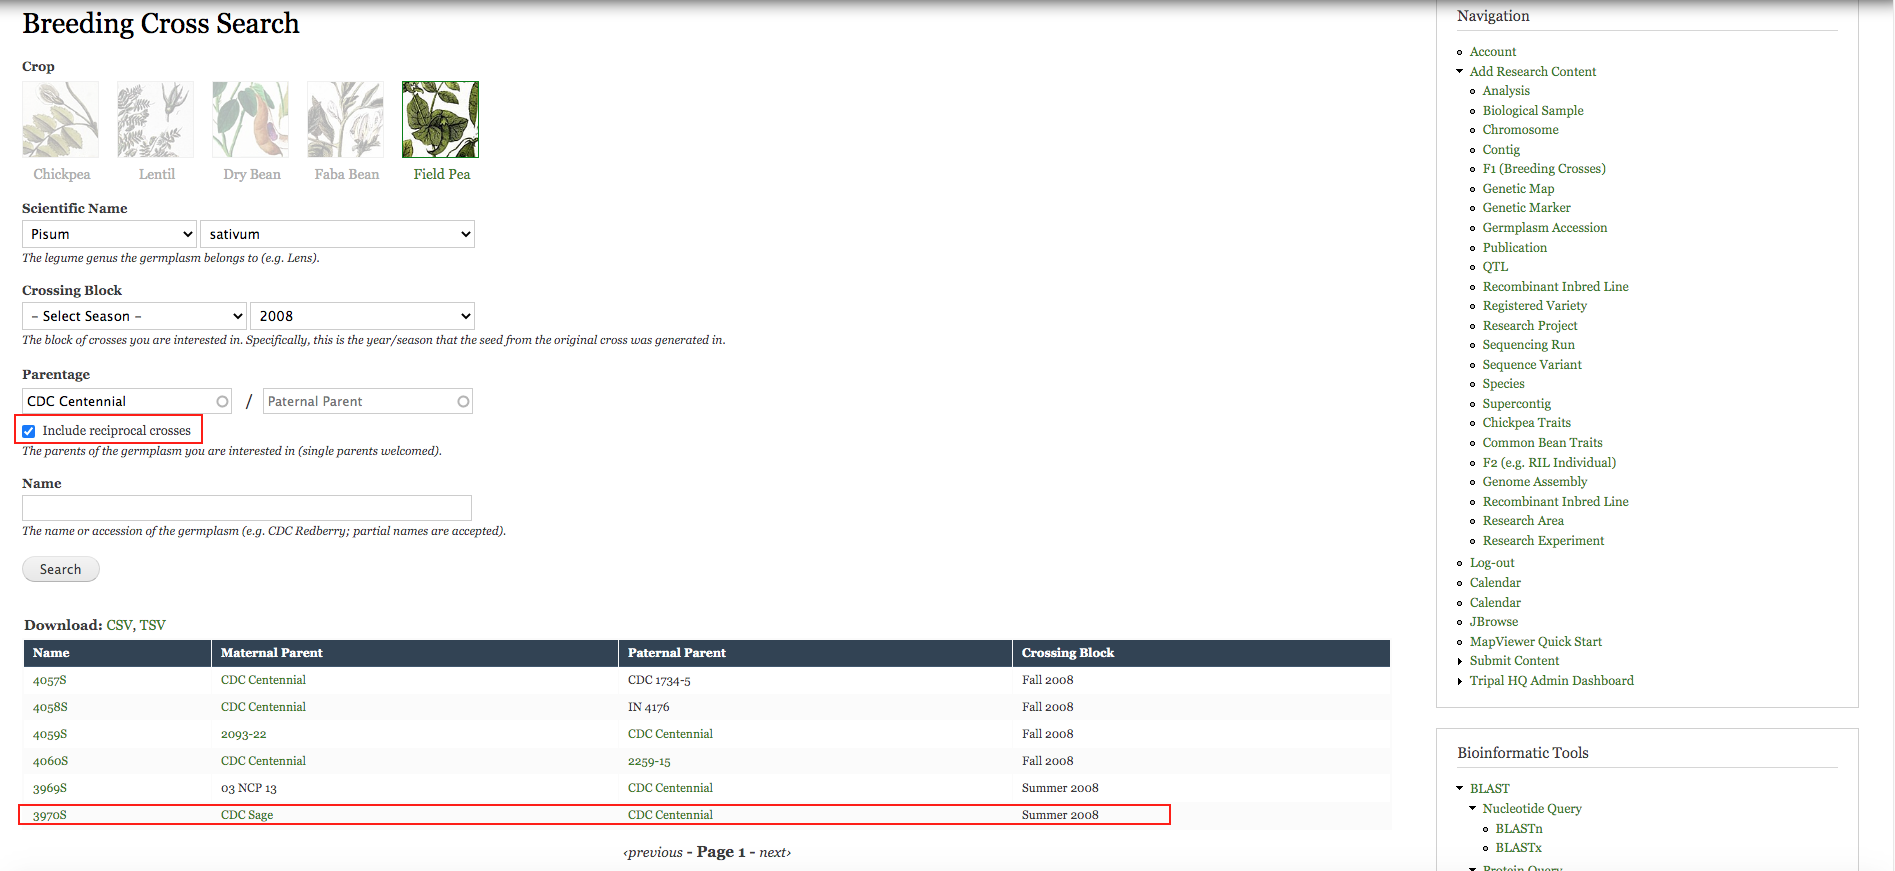 Breeding Cross Search
Crop
Chickpea Lentil Dry Bean Faba Bean Field Pea
Scientific Name
Pisum sativum
The legume genus the germplasm belongs to (e.g. Lens).
Crossing Block
- Select Season - 2008
The block of crosses you are interested in. Specifically, this is the year/season that the seed from the original cross was generated in.
Parentage
CDC Centennial / Paternal Parent
Include reciprocal crosses
The parents of the germplasm you are interested in (single parents welcomed).
Name
The name or accession of the germplasm (e.g. CDC Redberry; partial names are accepted).
Search
Download: CSV, TSV
Name Maternal Parent Paternal Parent Crossing Block
4057S CDC Centennial CDC 1734-5 Fall 2008
4058S CDC Centennial IN 4176 Fall 2008
4059S 2093-22 CDC Centennial Fall 2008
4060S CDC Centennial 2259-15 Fall 2008
3969S 03 NCP 13 CDC Centennial Summer 2008
3970S CDC Sage CDC Centennial Summer 2008
‹previous - Page 1 - next›
Navigation
Account
Add Research Content
Analysis
Biological Sample
Chromosome
Contig
F1 (Breeding Crosses)
Genetic Map
Genetic Marker
Germplasm Accession
Publication
QTL
Recombinant Inbred Line
Registered Variety
Research Project
Sequencing Run
Sequence Variant
Species
Supercontig
Chickpea Traits
Common Bean Traits
F2 (e.g. RIL Individual)
Genome Assembly
Recombinant Inbred Line
Research Area
Research Experiment
Log-out
Calendar
Calendar
JBrowse
MapViewer Quick Start
Submit Content
Tripal HQ Admin Dashboard
Bioinformatic Tools
BLAST
Nucleotide Query
BLASTn
BLASTx
Protein Query